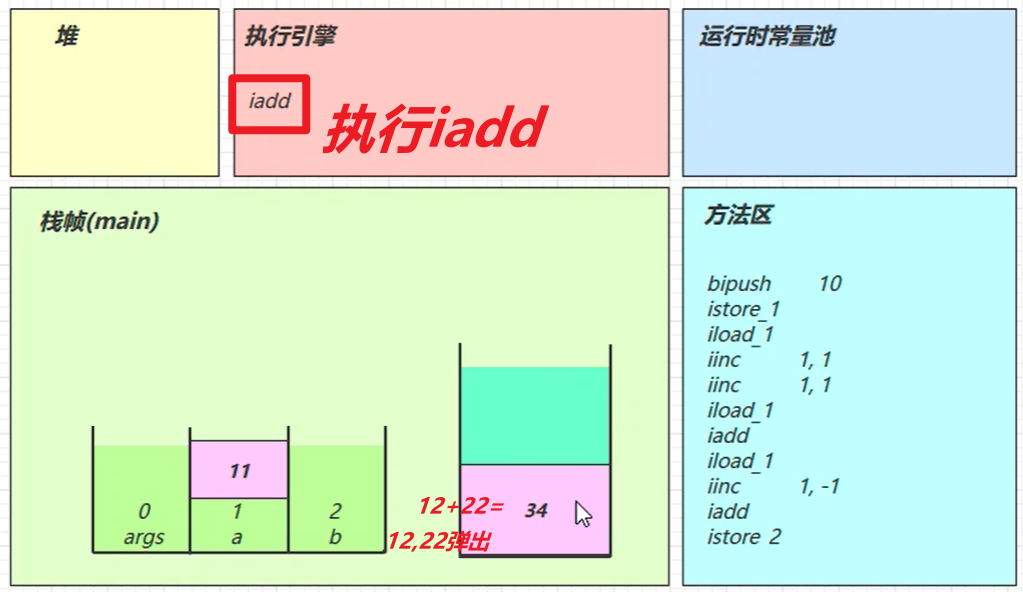 堆
执行引擎
iadd
执行iadd
运行时常量池
栈帧(main)
11
0 1 2
args a b
12+22= 34
12,22弹出
方法区
bipush 10
istore_1
iload_1
iinc 1, 1
iinc 1, 1
iload_1
iadd
iload_1
iinc 1, -1
iadd
istore 2